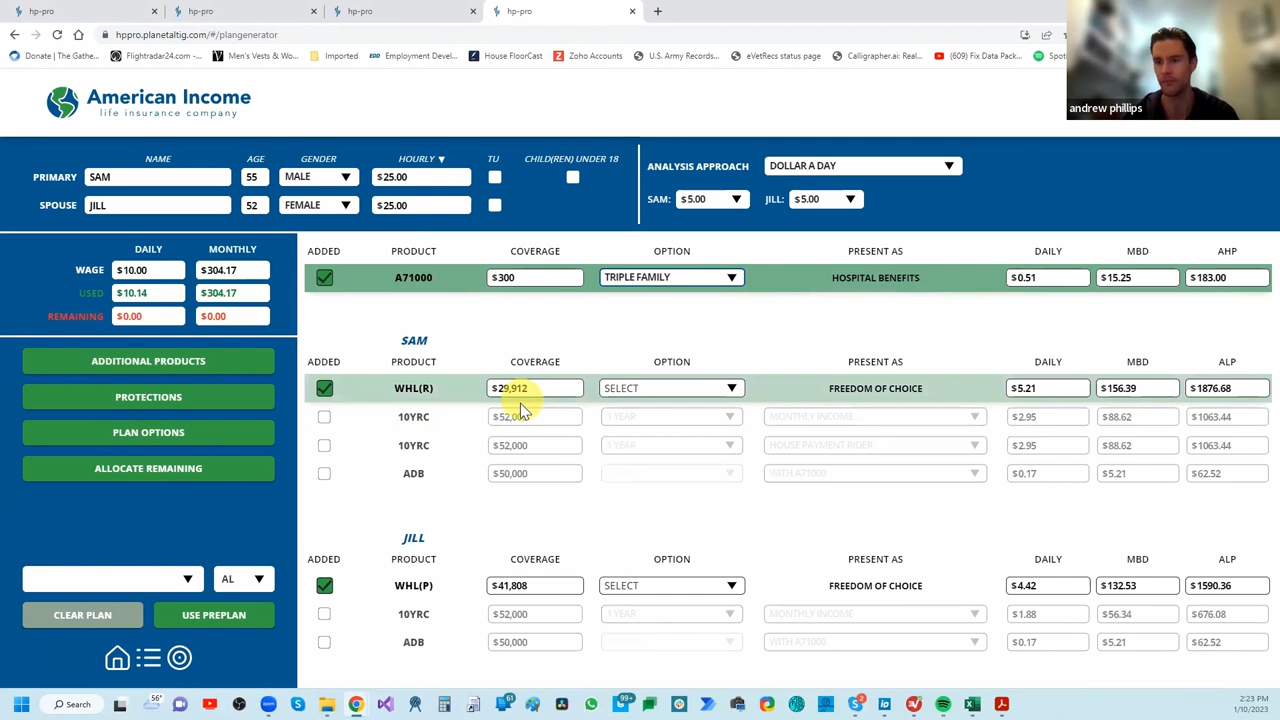 hp-pro
hp-pro
hp-pro
hp-pro
hppro.planetaltig.com/#/plangenerator
Donate | The Gathe...
Flightradar24.com -...
Men's Vests & Wo...
Imported
EDD Employment Devel...
House FloorCast
Zoho Accounts
U.S. Army Records...
eVetRecs status page
Calligrapher.ai: Real...
(609) Fix Data Pack...
andrew phillips
American Income
life insurance company
NAME AGE GENDER HOURLY ▼ TU CHILD(REN) UNDER 18
PRIMARY SAM 55 MALE $25.00
SPOUSE JILL 52 FEMALE $25.00
ANALYSIS APPROACH DOLLAR A DAY
SAM: $5.00 JILL: $5.00
DAILY MONTHLY
WAGE $10.00 $304.17
USED $10.14 $304.17
REMAINING $0.00 $0.00
ADDITIONAL PRODUCTS
PROTECTIONS
PLAN OPTIONS
ALLOCATE REMAINING
AL
CLEAR PLAN USE PREPLAN
ADDED PRODUCT COVERAGE OPTION PRESENT AS DAILY MBD AHP
A71000 $300 TRIPLE FAMILY HOSPITAL BENEFITS $0.51 $15.25 $183.00
SAM
ADDED PRODUCT COVERAGE OPTION PRESENT AS DAILY MBD ALP
WHL(R) $29,912 SELECT FREEDOM OF CHOICE $5.21 $156.39 $1876.68
10YRC $52,000 1 YEAR MONTHLY INCOME $2.95 $88.62 $1063.44
10YRC $52,000 1 YEAR HOUSE PAYMENT RIDER $2.95 $88.62 $1063.44
ADB $50,000 WITH A71000 $0.17 $5.21 $62.52
JILL
ADDED PRODUCT COVERAGE OPTION PRESENT AS DAILY MBD ALP
WHL(P) $41,808 SELECT FREEDOM OF CHOICE $4.42 $132.53 $1590.36
10YRC $52,000 1 YEAR MONTHLY INCOME $1.88 $56.34 $676.08
ADB $50,000 WITH A71000 $0.17 $5.21 $62.52
Search
56°
61
99+
2
2:23 PM
1/10/2023